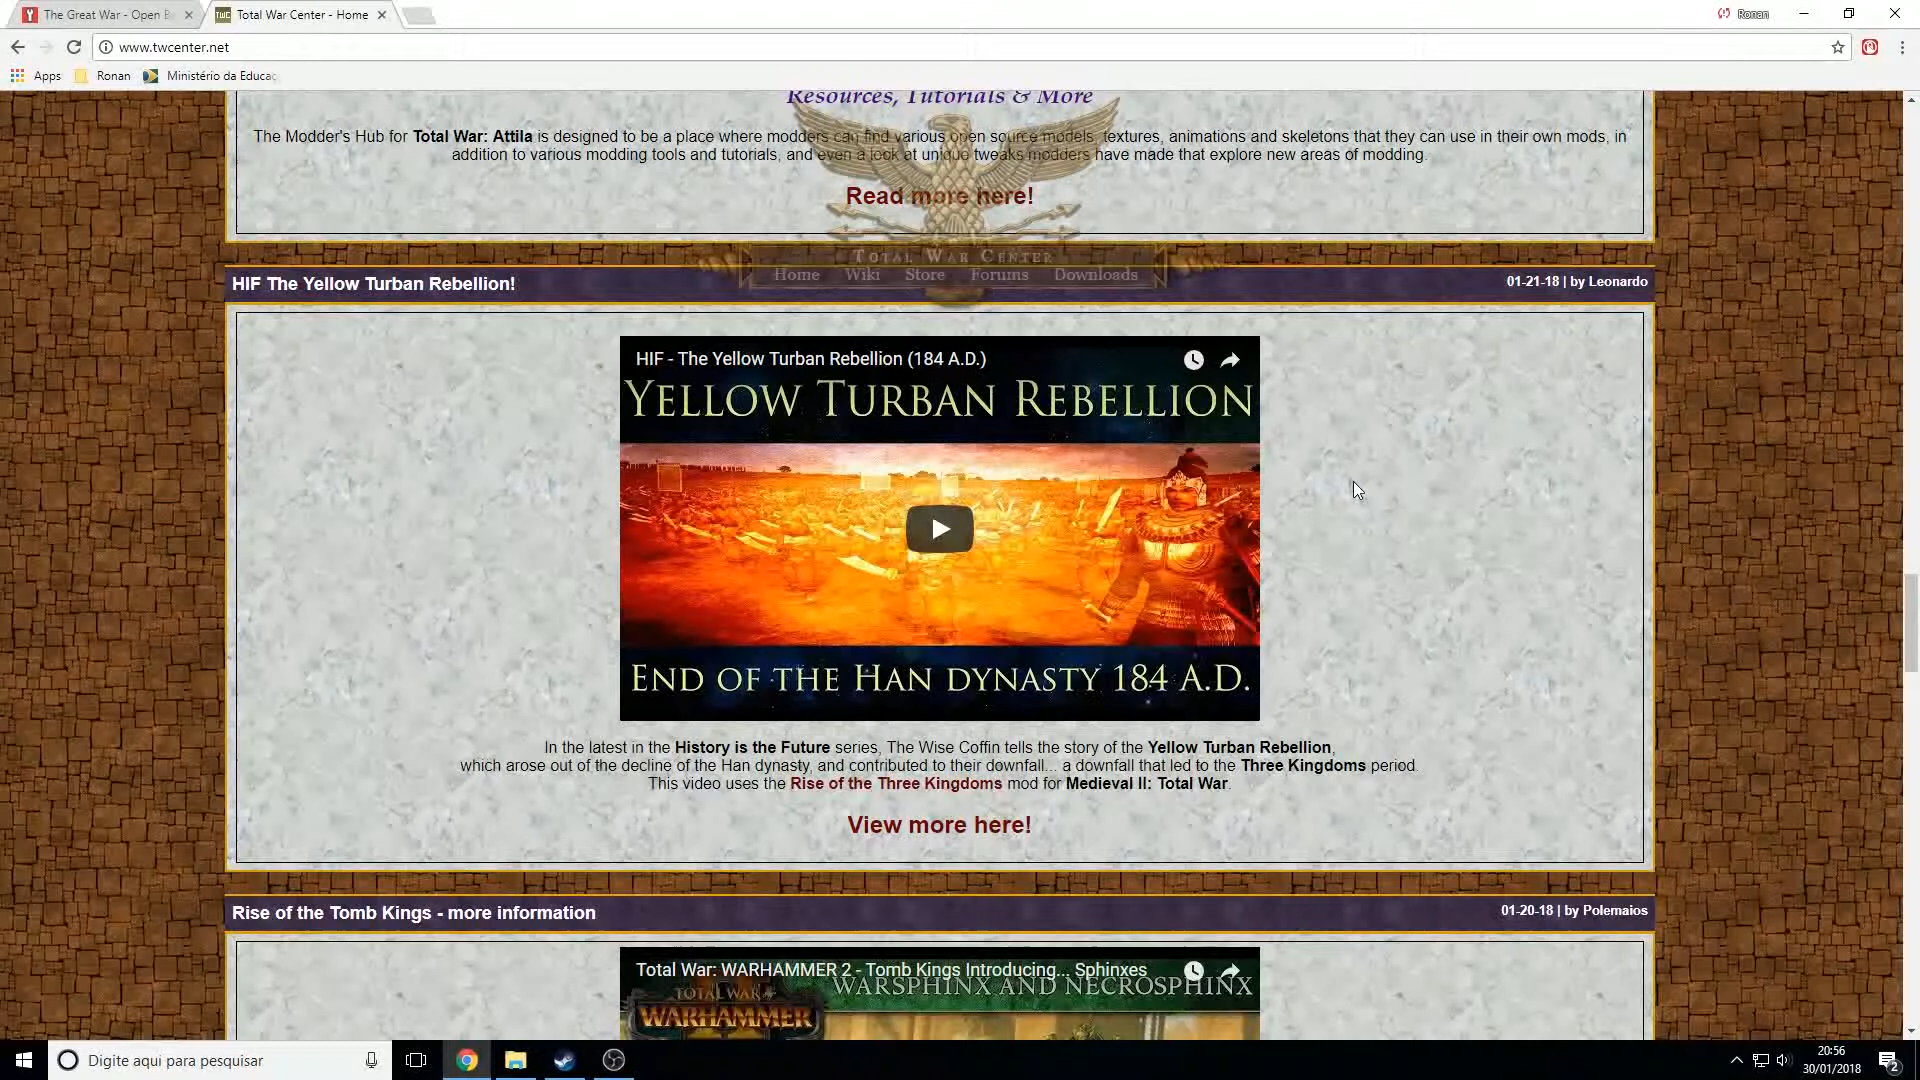 The Great War - Open B
Total War Center - Home
Ronan
www.twcenter.net
Apps
Ronan
Ministério da Educaç
Resources, Tutorials & More
The Modder's Hub for Total War: Attila is designed to be a place where modders can find various open source models, textures, animations and skeletons that they can use in their own mods, in
addition to various modding tools and tutorials, and even a look at unique tweaks modders have made that explore new areas of modding.
Read more here!
Total War Center
Home Wiki Store Forums Downloads
HIF The Yellow Turban Rebellion!
01-21-18 | by Leonardo
HIF - The Yellow Turban Rebellion (184 A.D.)
Yellow Turban Rebellion
End of the Han dynasty 184 A.D.
In the latest in the History is the Future series, The Wise Coffin tells the story of the Yellow Turban Rebellion,
which arose out of the decline of the Han dynasty, and contributed to their downfall... a downfall that led to the Three Kingdoms period.
This video uses the Rise of the Three Kingdoms mod for Medieval II: Total War.
View more here!
Rise of the Tomb Kings - more information
01-20-18 | by Polemaios
Total War: WARHAMMER 2 - Tomb Kings Introducing... Sphinxes
WARSPHINX AND NECROSPHINX
TOTAL WAR
WARHAMMER
Digite aqui para pesquisar
20:56
30/01/2018
2